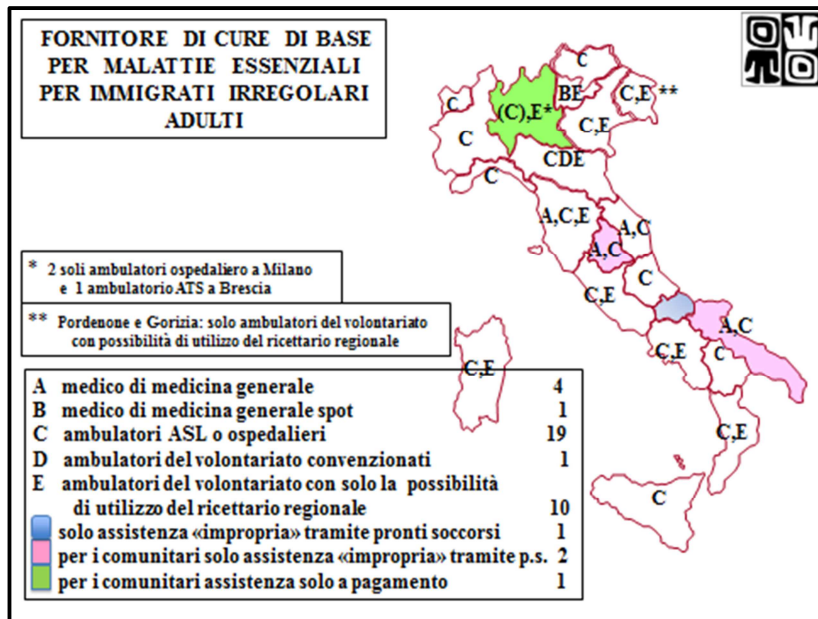 FORNITORE DI CURE DI BASE
PER MALATTIE ESSENZIALI
PER IMMIGRATI IRREGOLARI
ADULTI
C
C
BE
C,E **
(C),E*
C,E
C
CDE
C
A,C,E
A,C
A,C
C
C,E
A,C
C,E
C
C,E
C,E
C
* 2 soli ambulatori ospedaliero a Milano
e 1 ambulatorio ATS a Brescia
** Pordenone e Gorizia: solo ambulatori del volontariato
con possibilità di utilizzo del ricettario regionale
A medico di medicina generale 4
B medico di medicina generale spot 1
C ambulatori ASL o ospedalieri 19
D ambulatori del volontariato convenzionati 1
E ambulatori del volontariato con solo la possibilità
di utilizzo del ricettario regionale 10
solo assistenza «impropria» tramite pronti soccorsi 1
per i comunitari solo assistenza «impropria» tramite p.s. 2
per i comunitari assistenza solo a pagamento 1